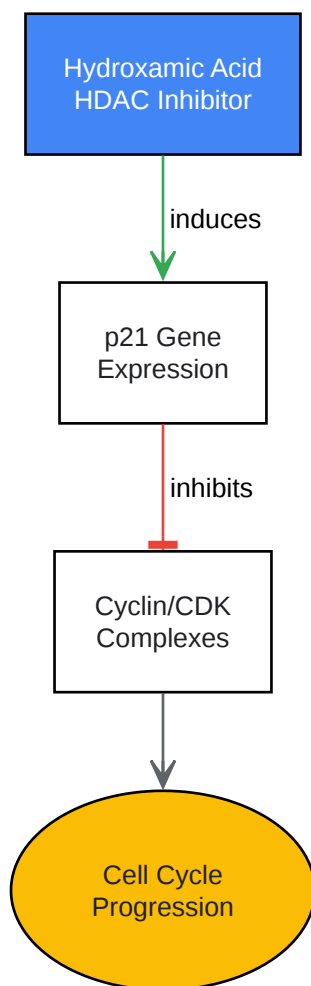 Hydroxamic Acid
HDAC Inhibitor
induces
p21 Gene
Expression
inhibits
Cyclin/CDK
Complexes
Cell Cycle
Progression